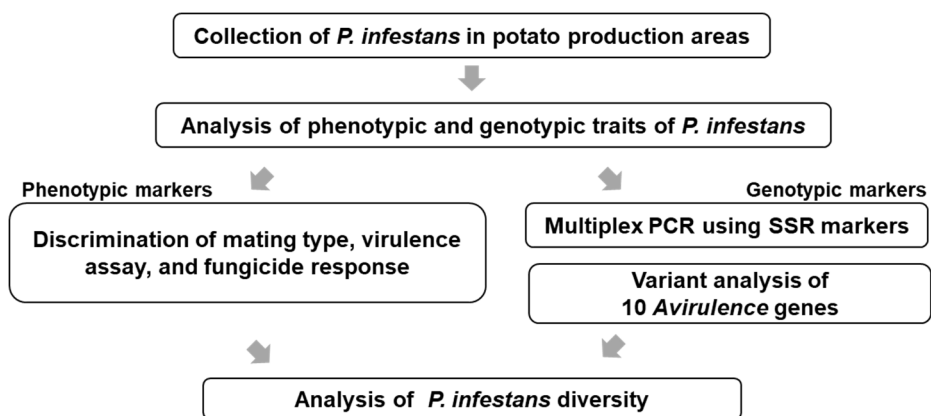 Collection of P. infestans in potato production areas
Analysis of phenotypic and genotypic traits of P. infestans
Phenotypic markers
Discrimination of mating type, virulence
assay, and fungicide response
Genotypic markers
Multiplex PCR using SSR markers
Variant analysis of
10 Avirulence genes
Analysis of P. infestans diversity